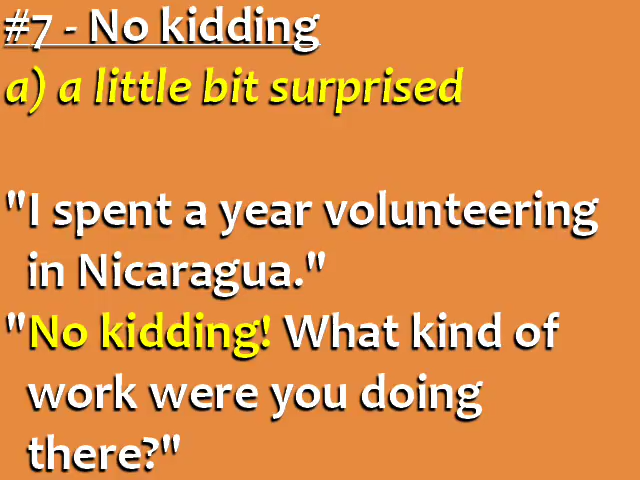 #7 - No kidding
a) a little bit surprised
"I spent a year volunteering
in Nicaragua."
"No kidding! What kind of
work were you doing
there?"